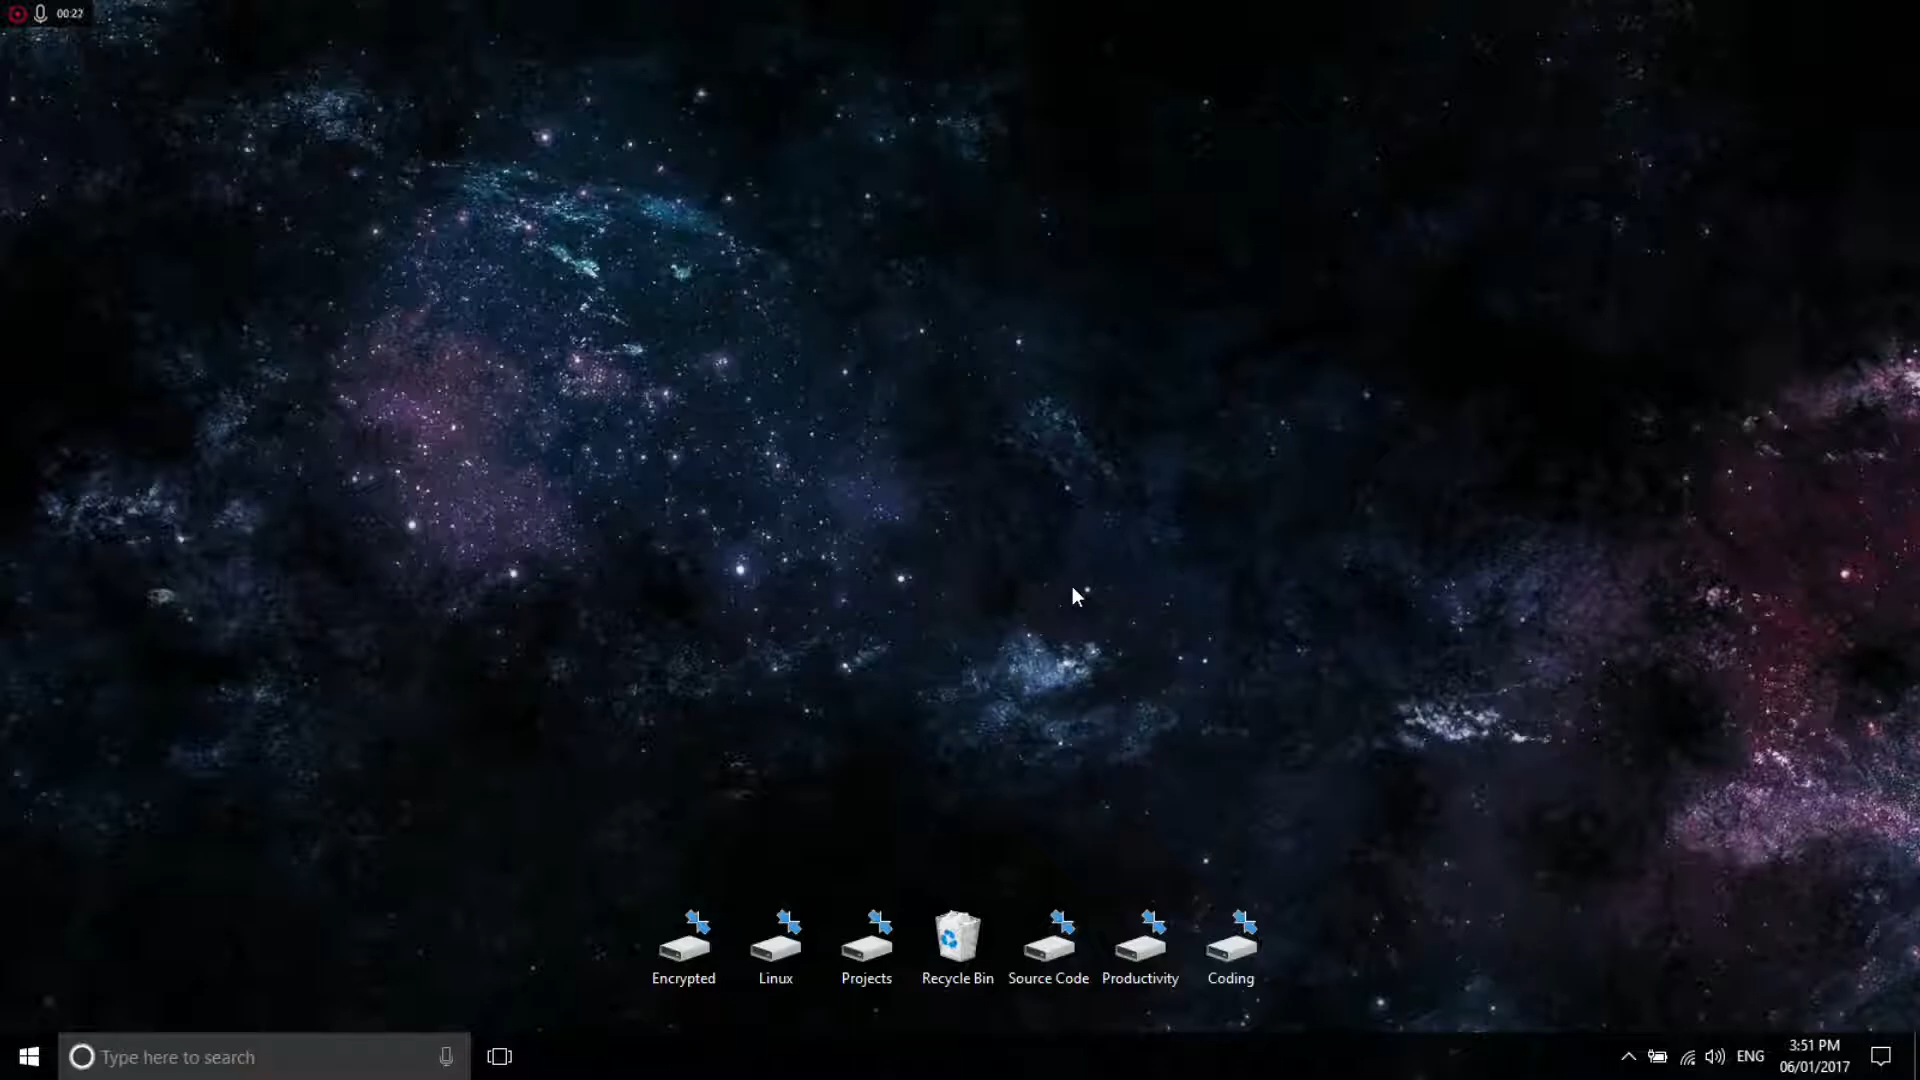 00:22
Encrypted
Linux
Projects
Recycle Bin
Source Code
Productivity
Coding
Type here to search
ENG
3:51 PM
06/01/2017